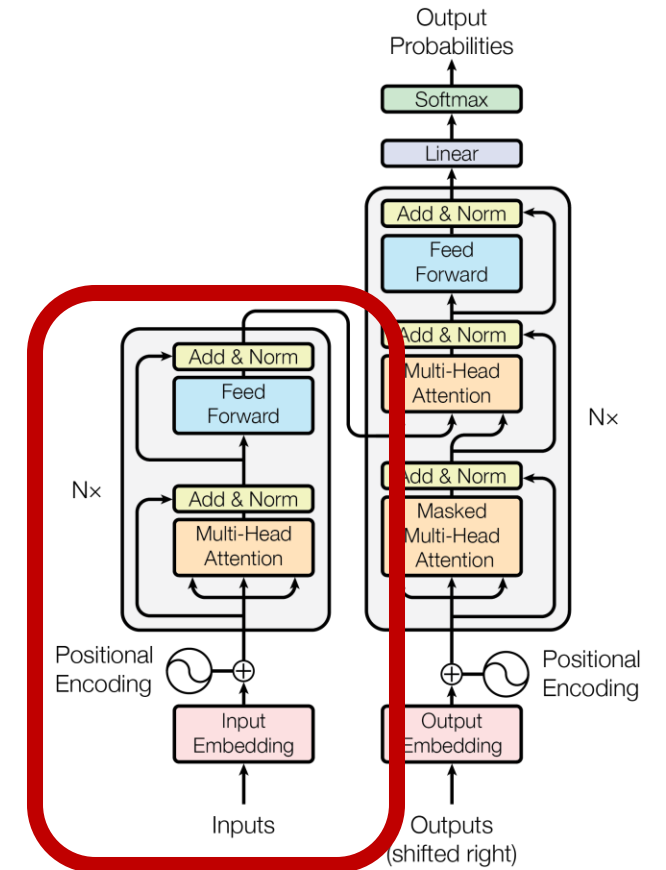 Output
Probabilities
Softmax
Linear
Add & Norm
Feed
Forward
Add & Norm
Multi-Head
Attention
N×
Add & Norm
Masked
Multi-Head
Attention
Positional
Encoding
Output
Embedding
Outputs
(shifted right)
Add & Norm
Feed
Forward
N×
Add & Norm
Multi-Head
Attention
Positional
Encoding
Input
Embedding
Inputs